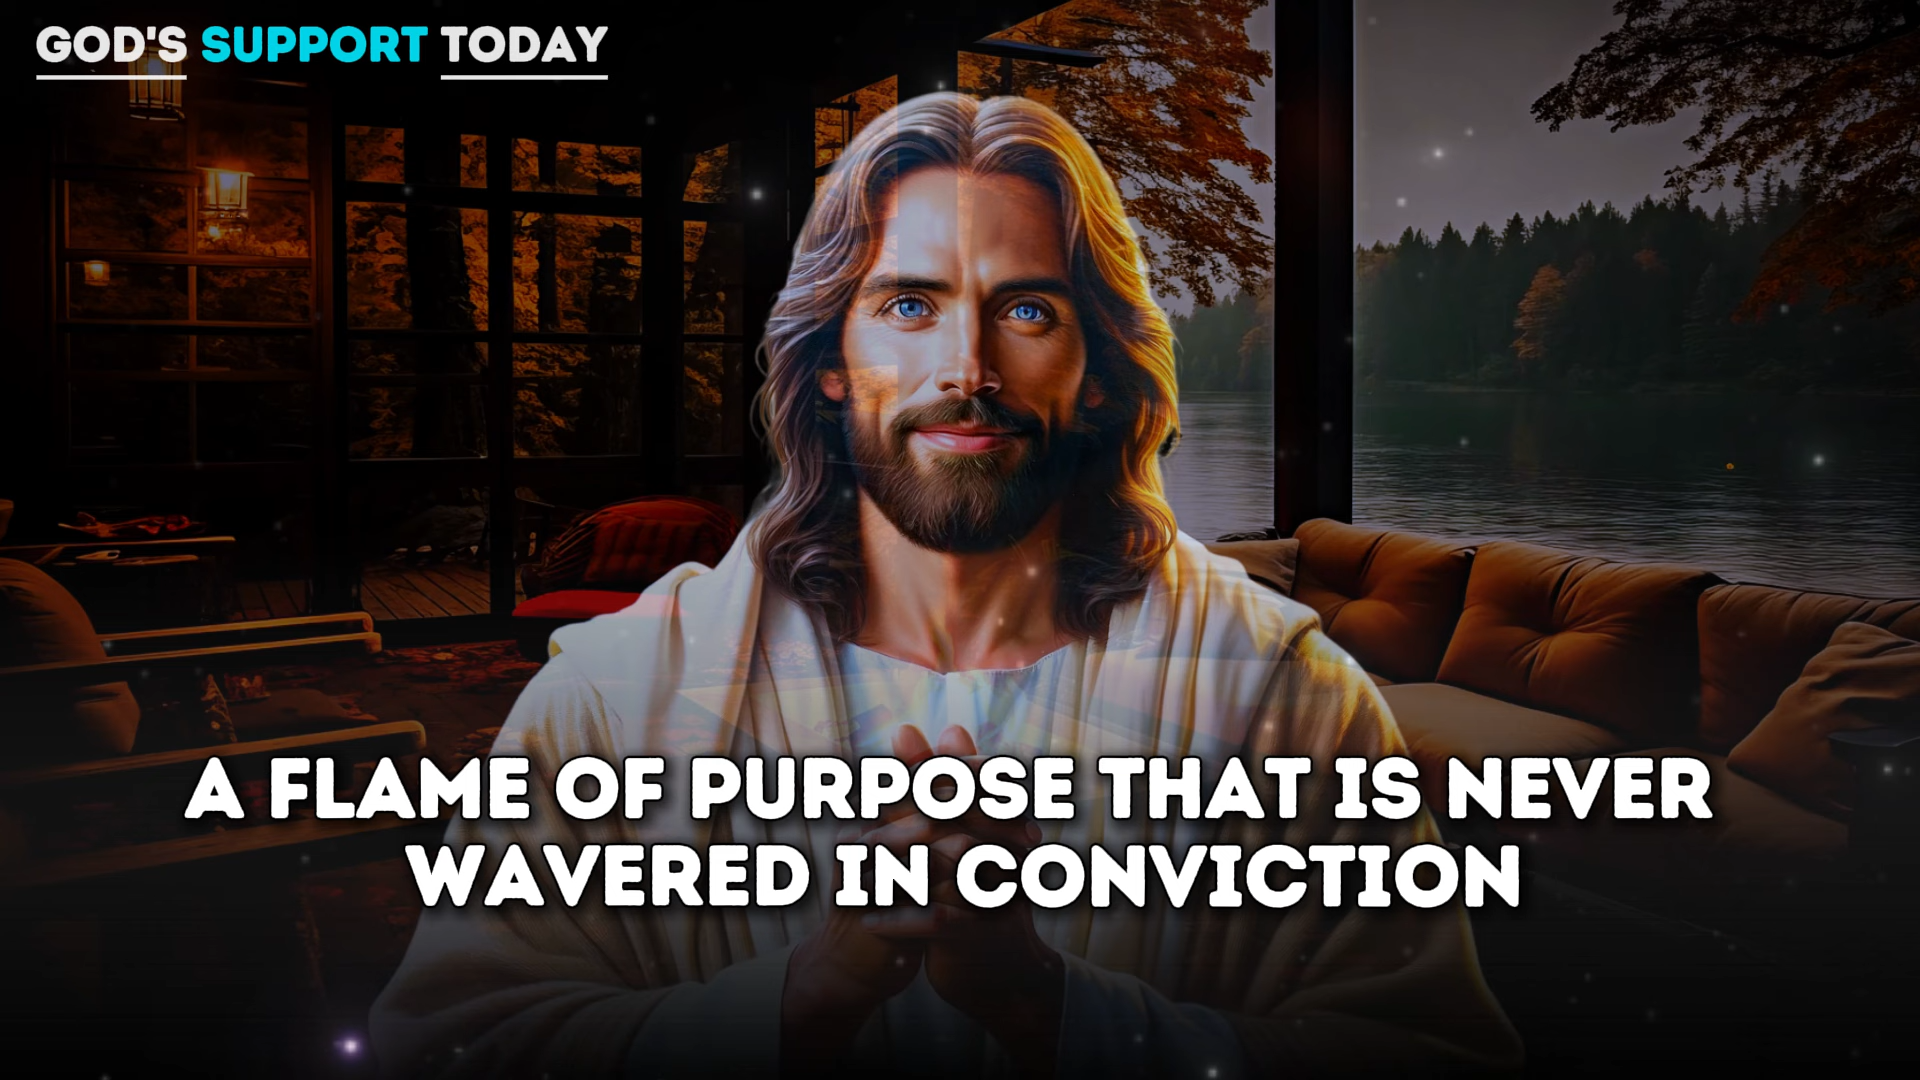 GOD'S SUPPORT TODAY
A FLAME OF PURPOSE THAT IS NEVER
WAVERED IN CONVICTION